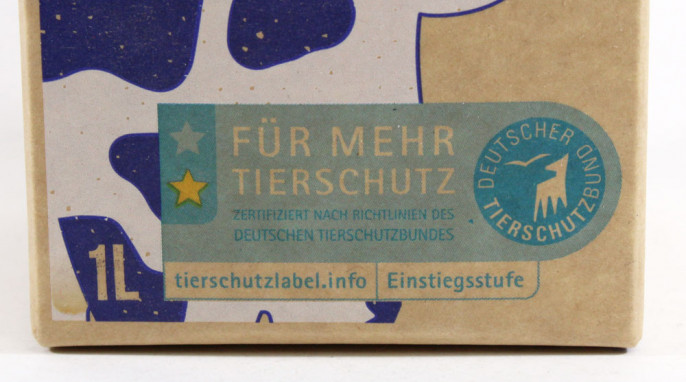 FÜR MEHR
TIERSCHUTZ
ZERTIFIZIERT NACH RICHTLINIEN DES
DEUTSCHEN TIERSCHUTZBUNDES
DEUTSCHER TIERSCHUTZBUND
1L
tierschutzlabel.info Einstiegsstufe